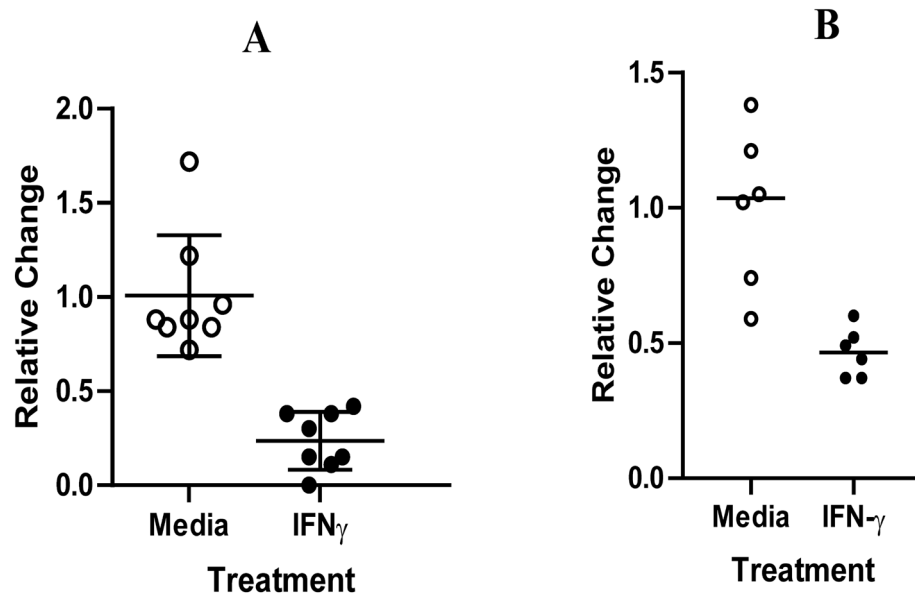 A
Relative Change
2.0
1.5
1.0
0.5
0.0
Media IFNγ
Treatment
B
Relative Change
1.5
1.0
0.5
0.0
Media IFN-γ
Treatment